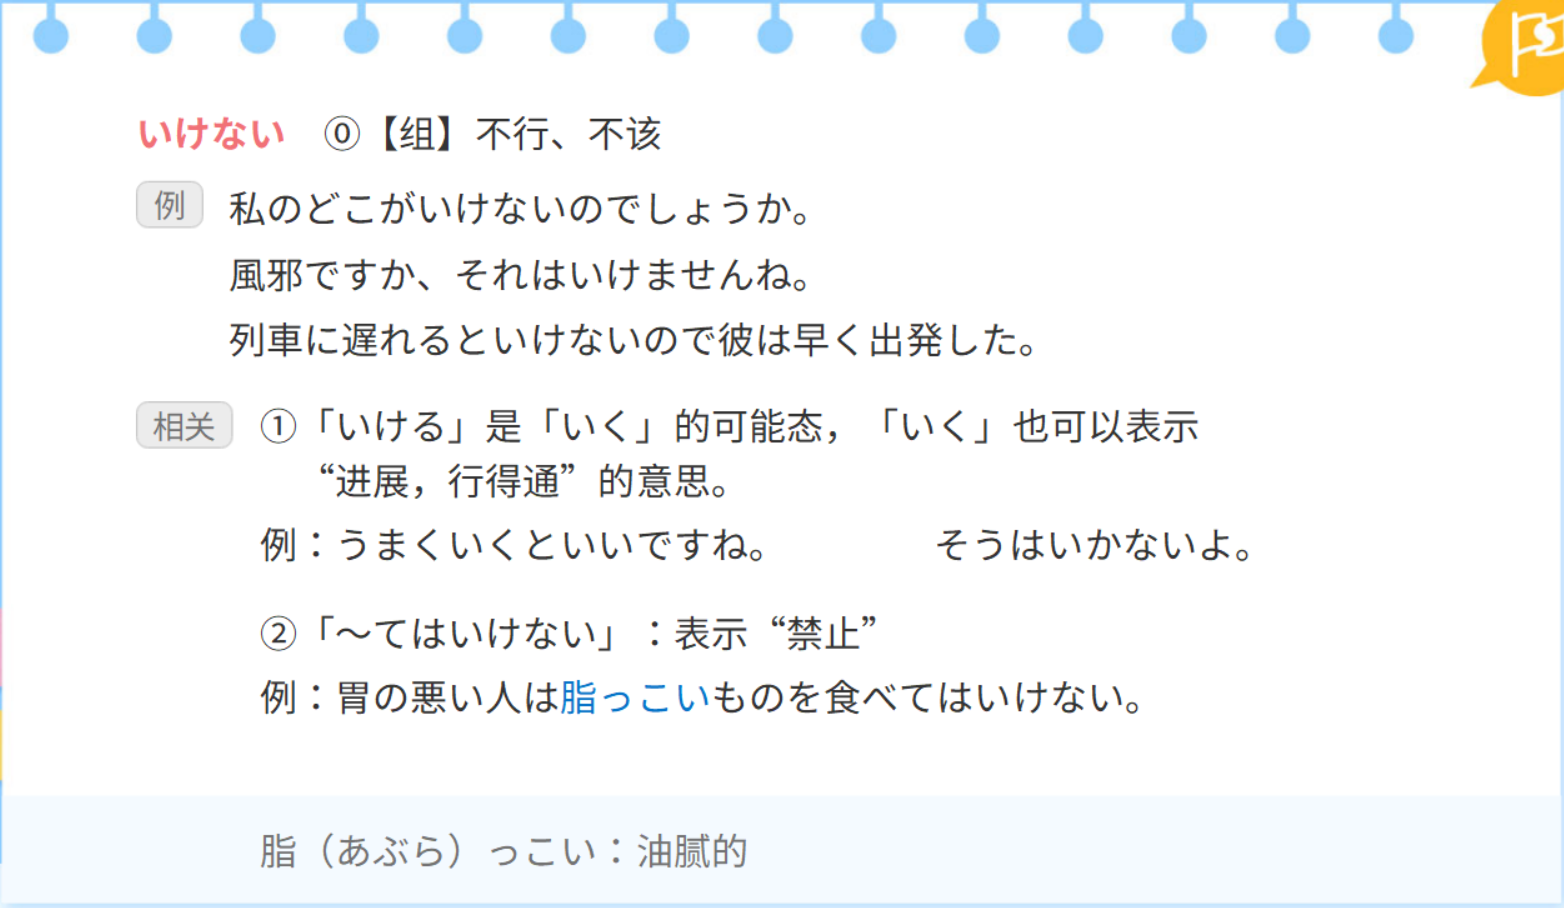 いけない ⓪【组】不行、不该
例 私のどこがいけないのでしょうか。
風邪ですか、それはいけませんね。
列車に遅れるといけないので彼は早く出発した。
相关 ①「いける」是「いく」的可能态，「いく」也可以表示
“进展，行得通”的意思。
例：うまくいくといいですね。 そうはいかないよ。
②「～てはいけない」：表示“禁止”
例：胃の悪い人は脂っこいものを食べてはいけない。
脂（あぶら）っこい：油腻的